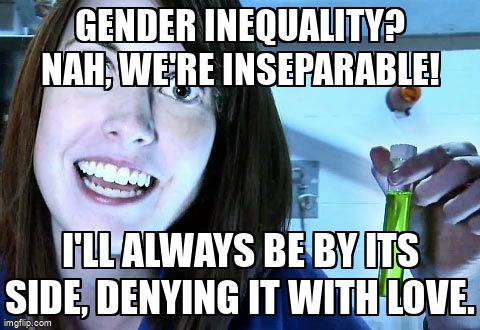 GENDER INEQUALITY?
NAH, WE'RE INSEPARABLE!
I'LL ALWAYS BE BY ITS
SIDE, DENYING IT WITH LOVE.
imgflip.com